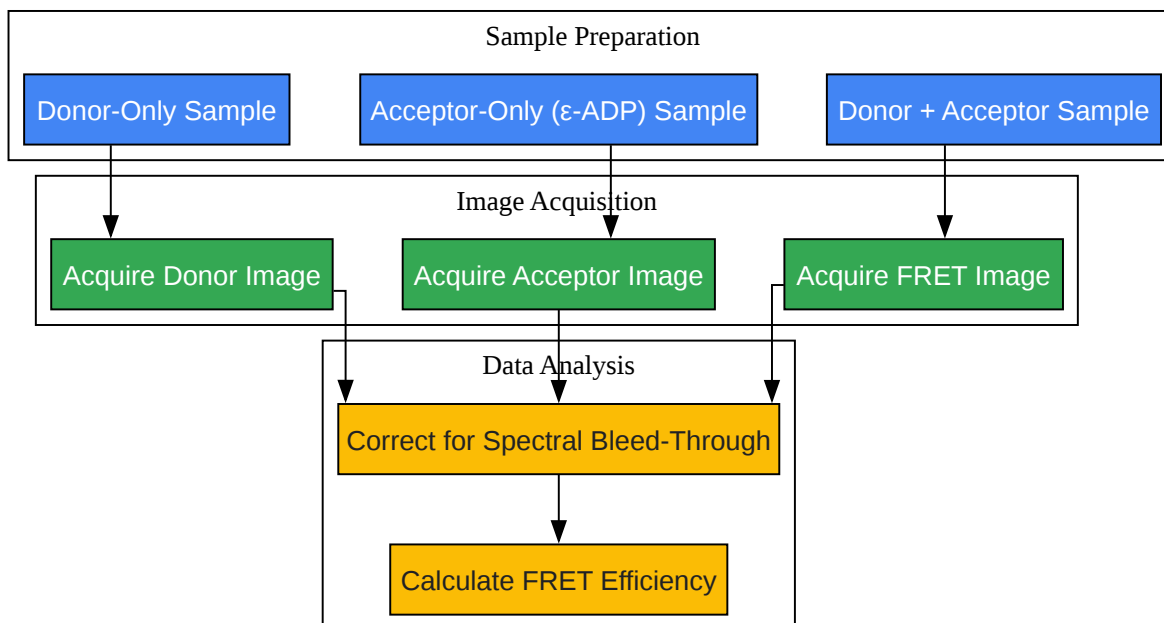 Sample Preparation
Donor-Only Sample
Acceptor-Only (ε-ADP) Sample
Donor + Acceptor Sample
Image Acquisition
Acquire Donor Image
Acquire Acceptor Image
Acquire FRET Image
Data Analysis
Correct for Spectral Bleed-Through
Calculate FRET Efficiency